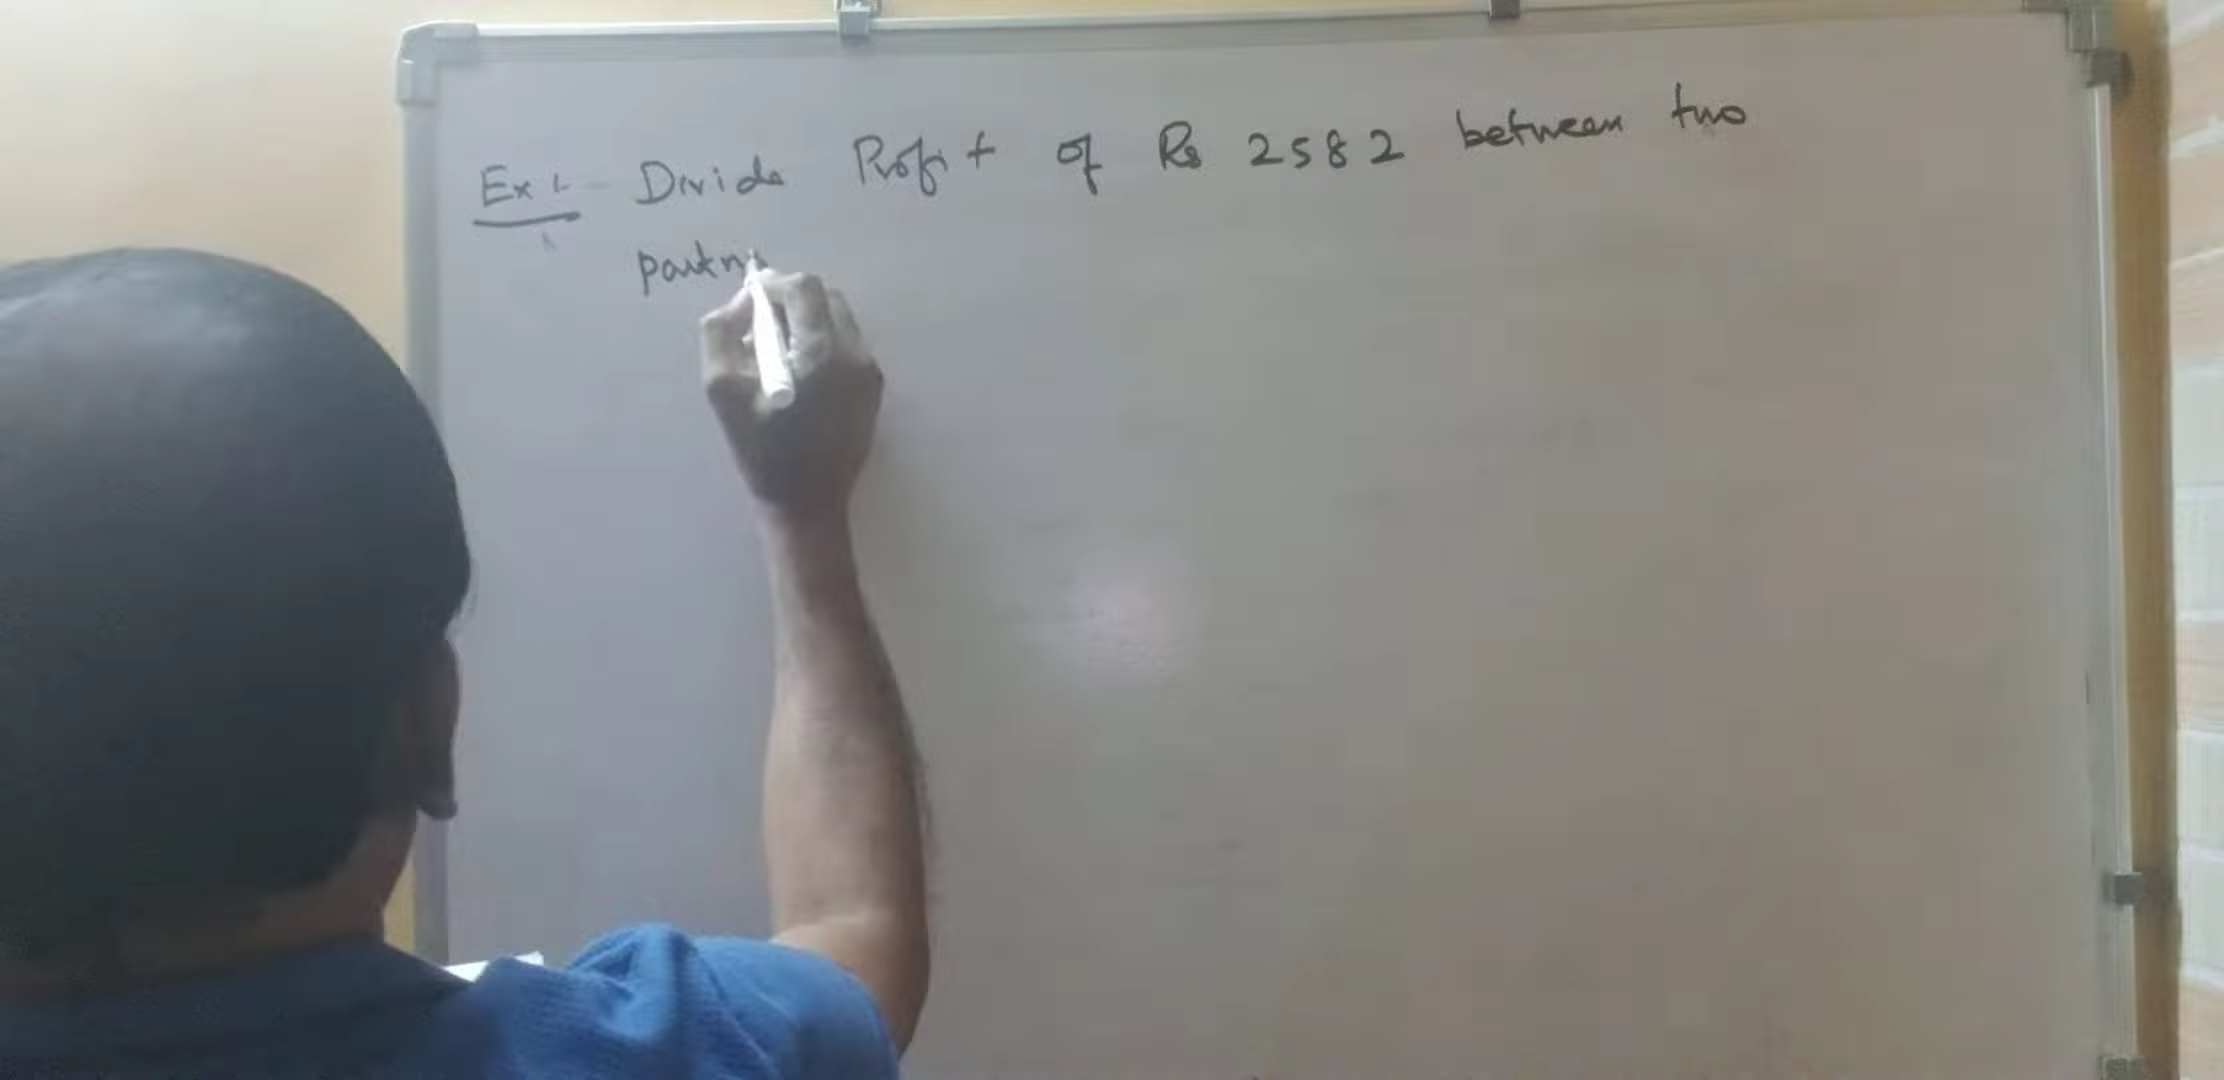 Ex 1 - Divide Profit of Rs 2582 between two
partn